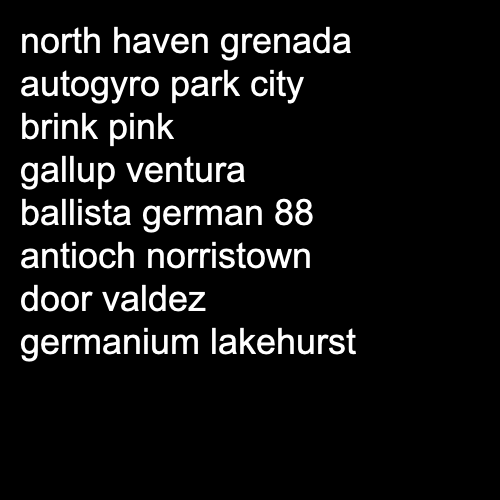 north haven grenada
autogyro park city
brink pink
gallup ventura
ballista german 88
antioch norristown
door valdez
germanium lakehurst